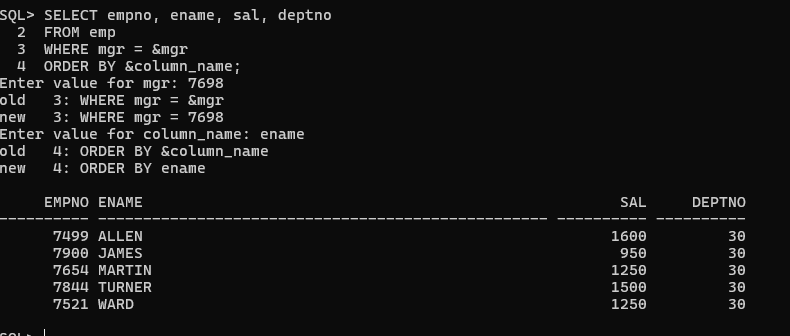 SQL> SELECT empno, ename, sal, deptno
  2  FROM emp
  3  WHERE mgr = &mgr
  4  ORDER BY &column_name;
Enter value for mgr: 7698
old   3: WHERE mgr = &mgr
new   3: WHERE mgr = 7698
Enter value for column_name: ename
old   4: ORDER BY &column_name
new   4: ORDER BY ename
     EMPNO ENAME                                                     SAL     DEPTNO
---------- -------------------------------------------------- ---------- ----------
      7499 ALLEN                                                    1600         30
      7900 JAMES                                                     950         30
      7654 MARTIN                                                   1250         30
      7844 TURNER                                                   1500         30
      7521 WARD                                                     1250         30
SQL>